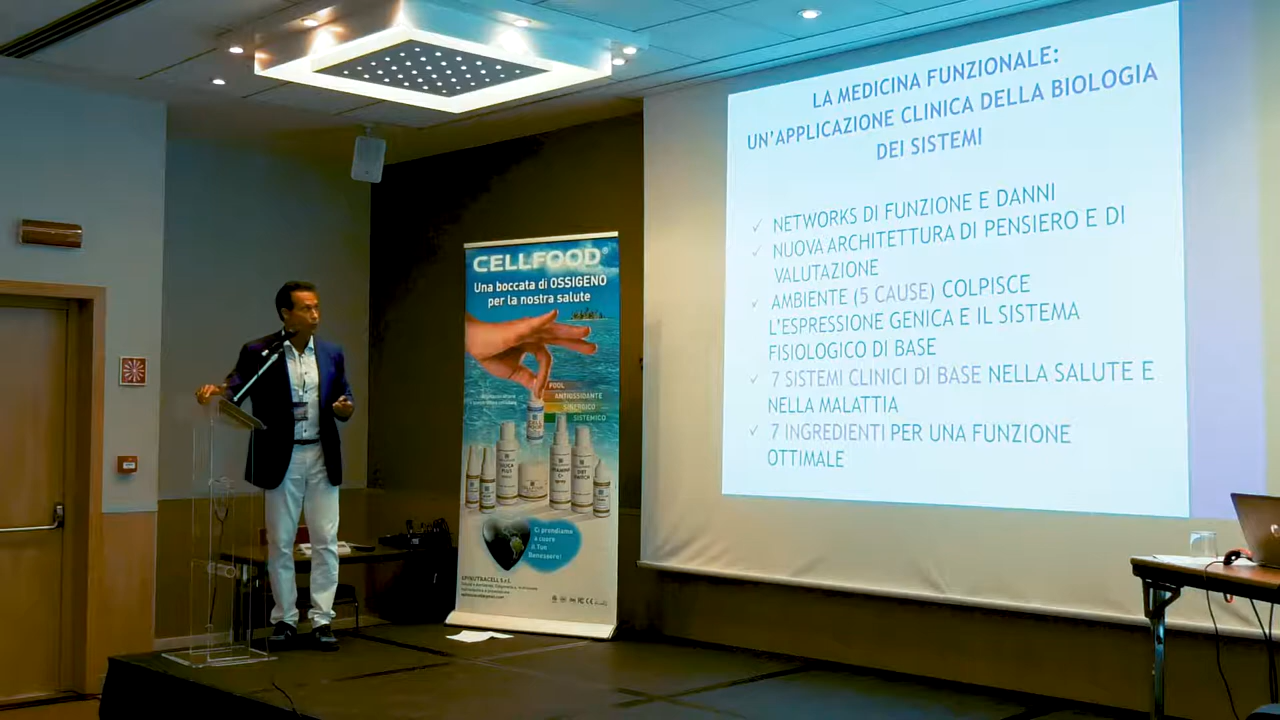 LA MEDICINA FUNZIONALE:
UN'APPLICAZIONE CLINICA DELLA BIOLOGIA
DEI SISTEMI
✓ NETWORKS DI FUNZIONE E DANNI
✓ NUOVA ARCHITETTURA DI PENSIERO E DI
VALUTAZIONE
✓ AMBIENTE (5 CAUSE) COLPISCE
L'ESPRESSIONE GENICA E IL SISTEMA
FISIOLOGICO DI BASE
✓ 7 SISTEMI CLINICI DI BASE NELLA SALUTE E
NELLA MALATTIA
✓ 7 INGREDIENTI PER UNA FUNZIONE
OTTIMALE
CELLFOOD®
Una boccata di OSSIGENO
per la nostra salute
POOL
ANTIOSSIDANTE
SINERGICO
SISTEMICO
Ci prendiamo
a cuore
il Tuo
Benessere!